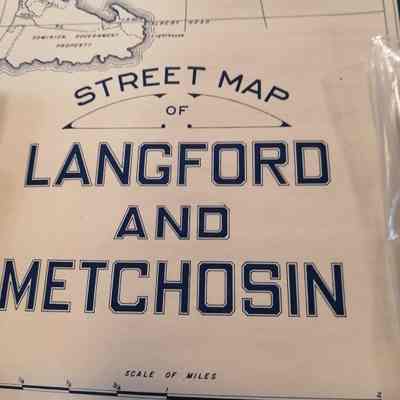 DOMINION GOVERNMENT
PROPERTY
STREET MAP
OF
LANGFORD
AND
METCHOSIN
SCALE OF MILES